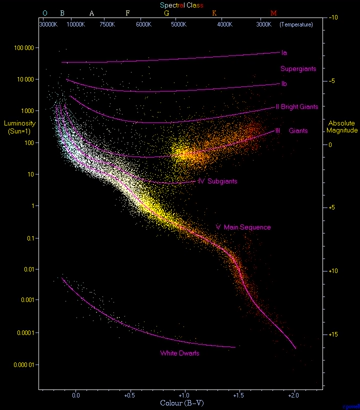 Spectral Class
O B A F G K M
30000K 10000K 7500K 6000K 5000K 4000K 3000K (Temperature)
-10
Ia
100 000
Supergiants
Ib
10 000
-5
1 000
II Bright Giants
Luminosity
(Sun=1)
100
III Giants
Absolute
Magnitude
0
10
IV Subgiants
1
+5
V Main Sequence
0.1
+10
0.01
0.001
0.0001
+15
White Dwarfs
0.000 01
0.0 +0.5 +1.0 +1.5 +2.0
Colour (B-V)